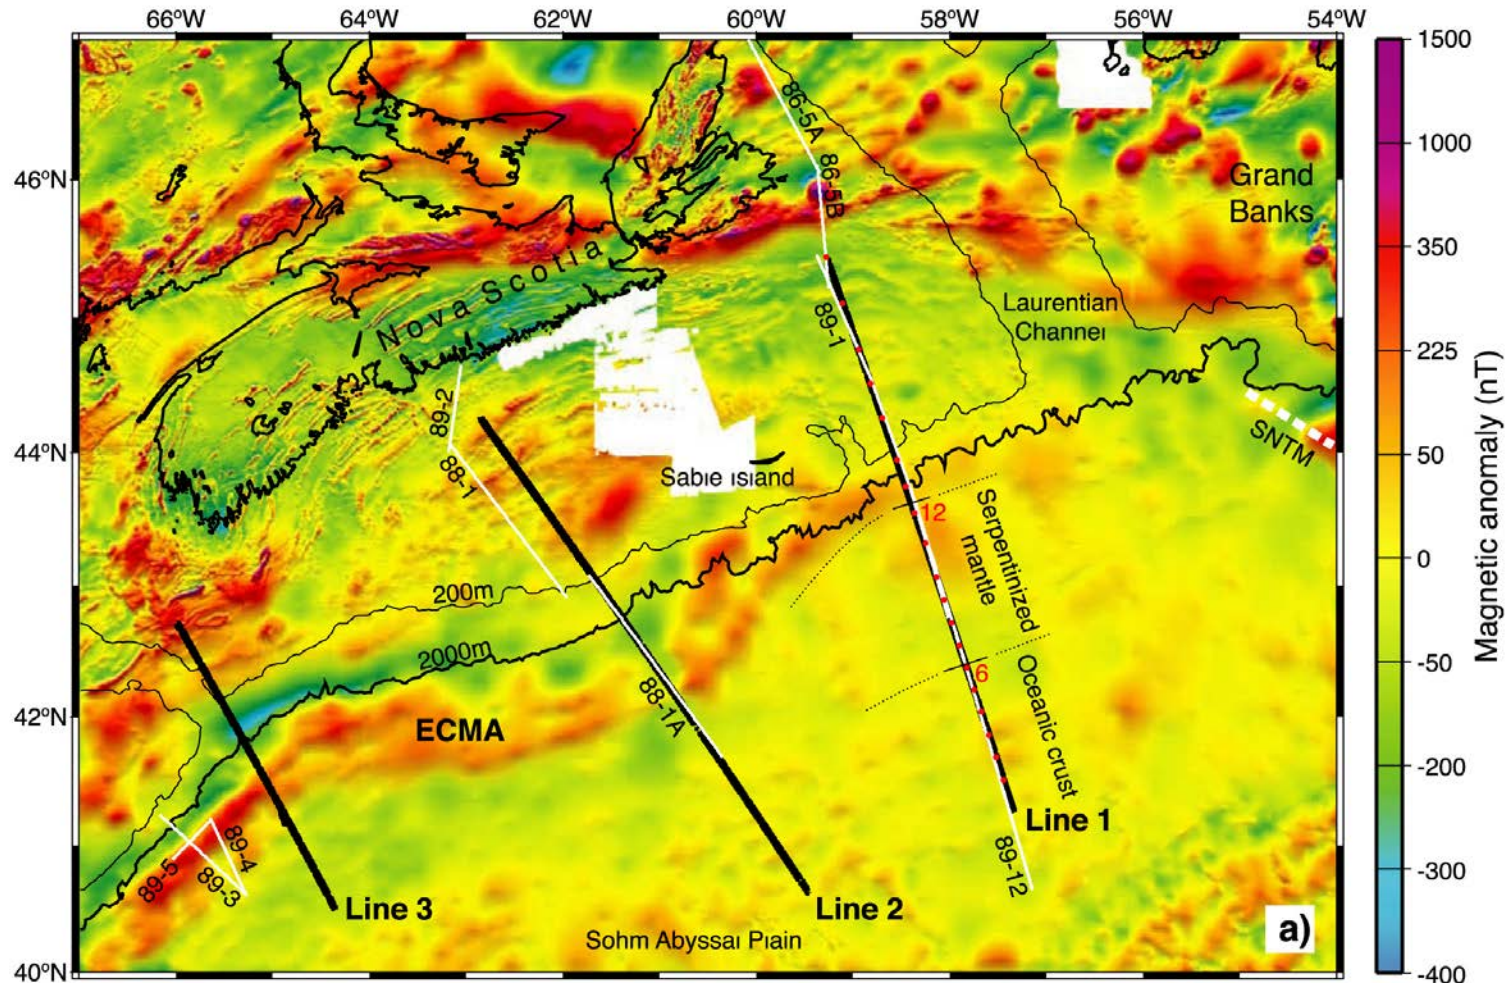 66°W 64°W 62°W 60°W 58°W 56°W 54°W
46°N
44°N
42°N
40°N
86-5A
86-5B
Grand
Banks
Nova Scotia
Laurentian
Channel
89-1
89-2
88-1
SNTM
Sable Island
12
Serpentinized
mantle
200m
2000m
6
Oceanic crust
88-1A
ECMA
Line 1
89-4
89-5
89-3
89-12
Line 3
Line 2
Sohm Abyssal Plain
a)
1500
1000
350
225
50
0
-50
-200
-300
-400
Magnetic anomaly (nT)